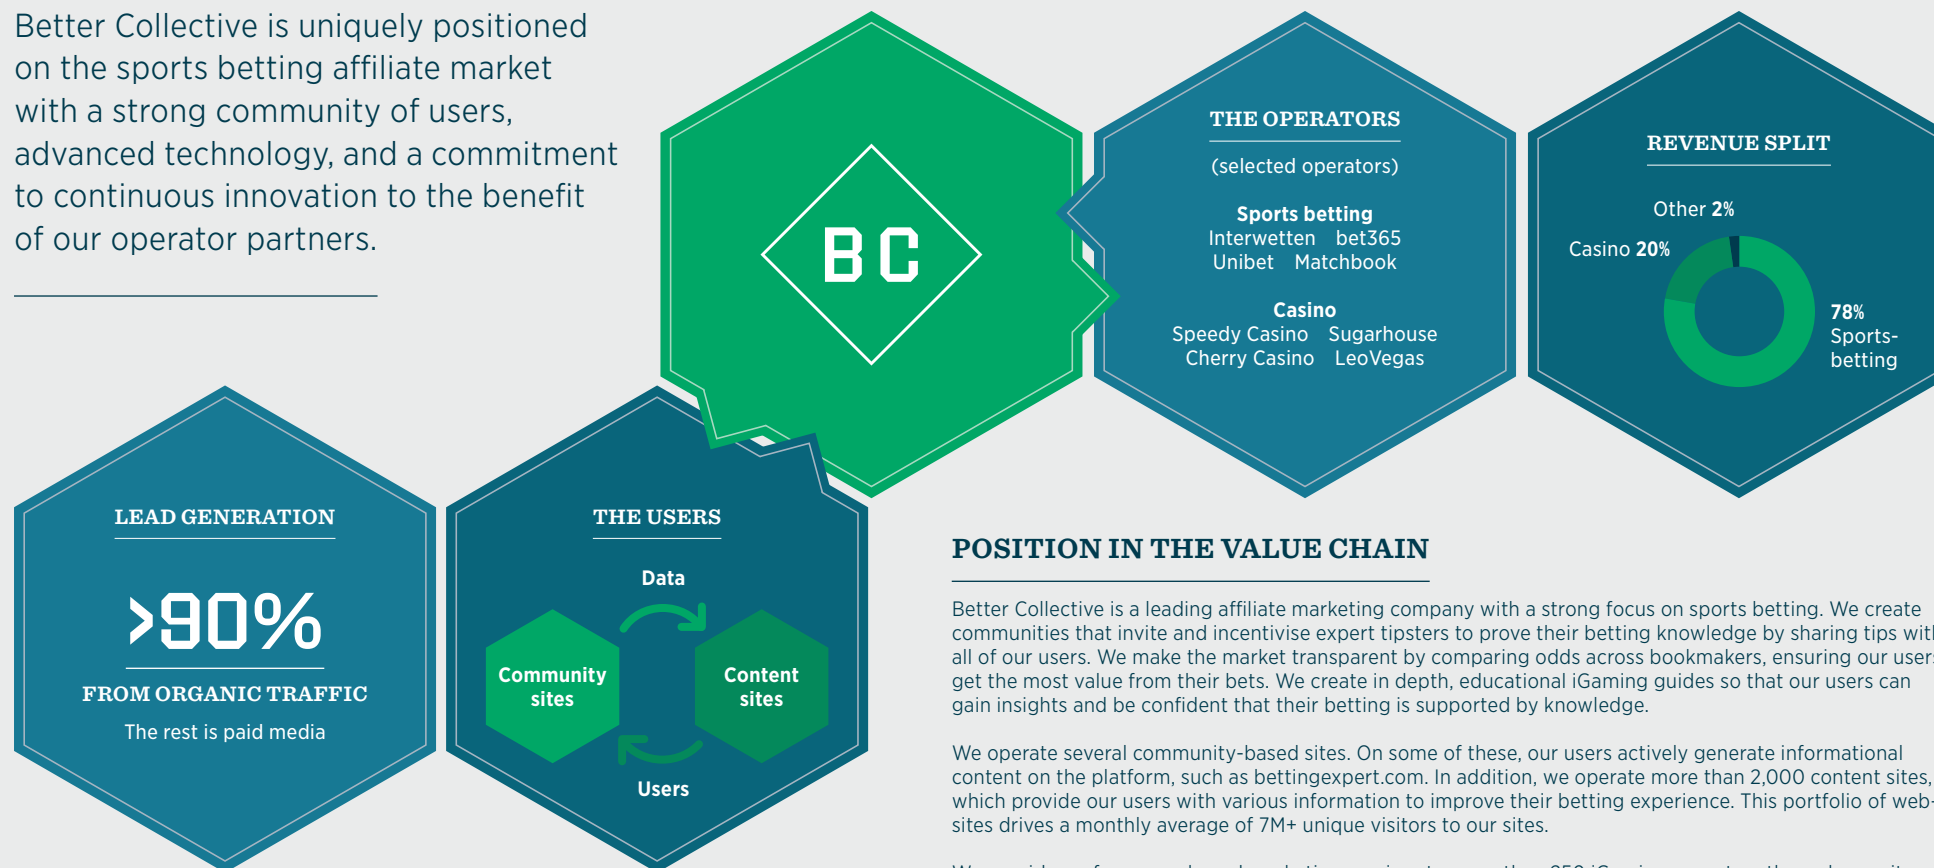 Better Collective is uniquely positioned
on the sports betting affiliate market
with a strong community of users,
advanced technology, and a commitment
to continuous innovation to the benefit
of our operator partners.
BC
THE OPERATORS
(selected operators)
Sports betting
Interwetten bet365
Unibet Matchbook
Casino
Speedy Casino Sugarhouse
Cherry Casino LeoVegas
REVENUE SPLIT
Other 2%
Casino 20%
78%
Sports-
betting
LEAD GENERATION
>90%
FROM ORGANIC TRAFFIC
The rest is paid media
THE USERS
Data
Community
sites
Content
sites
Users
POSITION IN THE VALUE CHAIN
Better Collective is a leading affiliate marketing company with a strong focus on sports betting. We create
communities that invite and incentivise expert tipsters to prove their betting knowledge by sharing tips with
all of our users. We make the market transparent by comparing odds across bookmakers, ensuring our users
get the most value from their bets. We create in depth, educational iGaming guides so that our users can
gain insights and be confident that their betting is supported by knowledge.
We operate several community-based sites. On some of these, our users actively generate informational
content on the platform, such as bettingexpert.com. In addition, we operate more than 2,000 content sites,
which provide our users with various information to improve their betting experience. This portfolio of web-
sites drives a monthly average of 7M+ unique visitors to our sites.